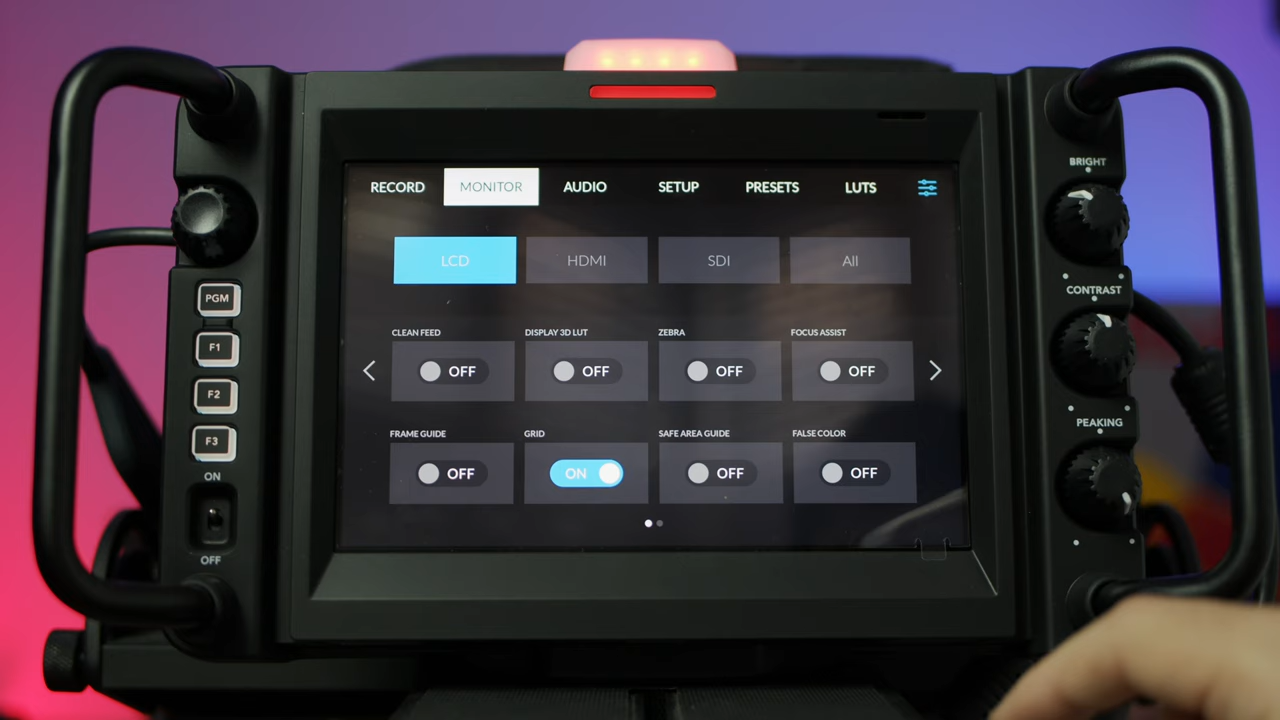 RECORD MONITOR AUDIO SETUP PRESETS LUTS
LCD HDMI SDI All
CLEAN FEED DISPLAY 3D LUT ZEBRA FOCUS ASSIST
OFF OFF OFF OFF
FRAME GUIDE GRID SAFE AREA GUIDE FALSE COLOR
OFF ON OFF OFF
PGM
F1
F2
F3
ON
OFF
BRIGHT
CONTRAST
PEAKING